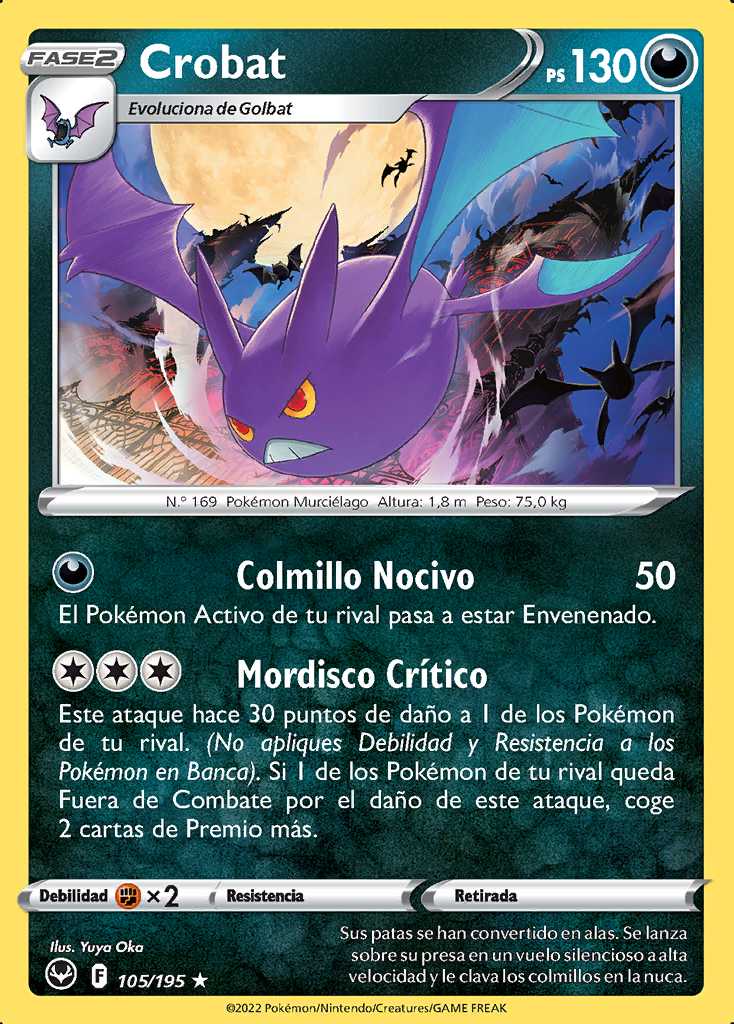 FASE2
Crobat
PS 130
Evoluciona de Golbat
N.º 169 Pokémon Murciélago Altura: 1,8 m Peso: 75,0 kg
Colmillo Nocivo 50
El Pokémon Activo de tu rival pasa a estar Envenenado.
Mordisco Crítico
Este ataque hace 30 puntos de daño a 1 de los Pokémon
de tu rival. (No apliques Debilidad y Resistencia a los
Pokémon en Banca). Si 1 de los Pokémon de tu rival queda
Fuera de Combate por el daño de este ataque, coge
2 cartas de Premio más.
Debilidad ×2 Resistencia Retirada
Ilus. Yuya Oka
F 105/195 ★
Sus patas se han convertido en alas. Se lanza
sobre su presa en un vuelo silencioso a alta
velocidad y le clava los colmillos en la nuca.
©2022 Pokémon/Nintendo/Creatures/GAME FREAK